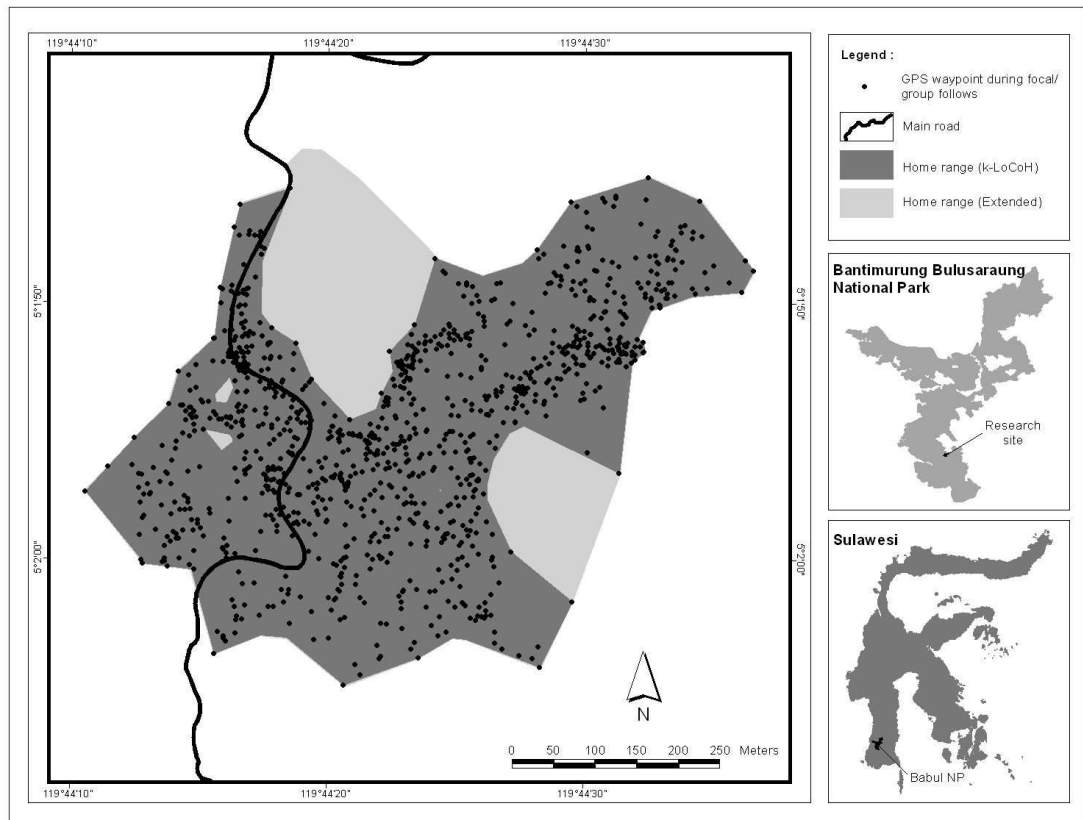 119°44'10"
119°44'20"
119°44'30"
5°1'50"
5°1'50"
5°2'00"
5°2'00"
N
0 50 100 150 200 250 Meters
119°44'10"
119°44'20"
119°44'30"
Legend :
GPS waypoint during focal/
group follows
Main road
Home range (k-LoCoH)
Home range (Extended)
Bantimurung Bulusaraung
National Park
Research
site
Sulawesi
Babul NP